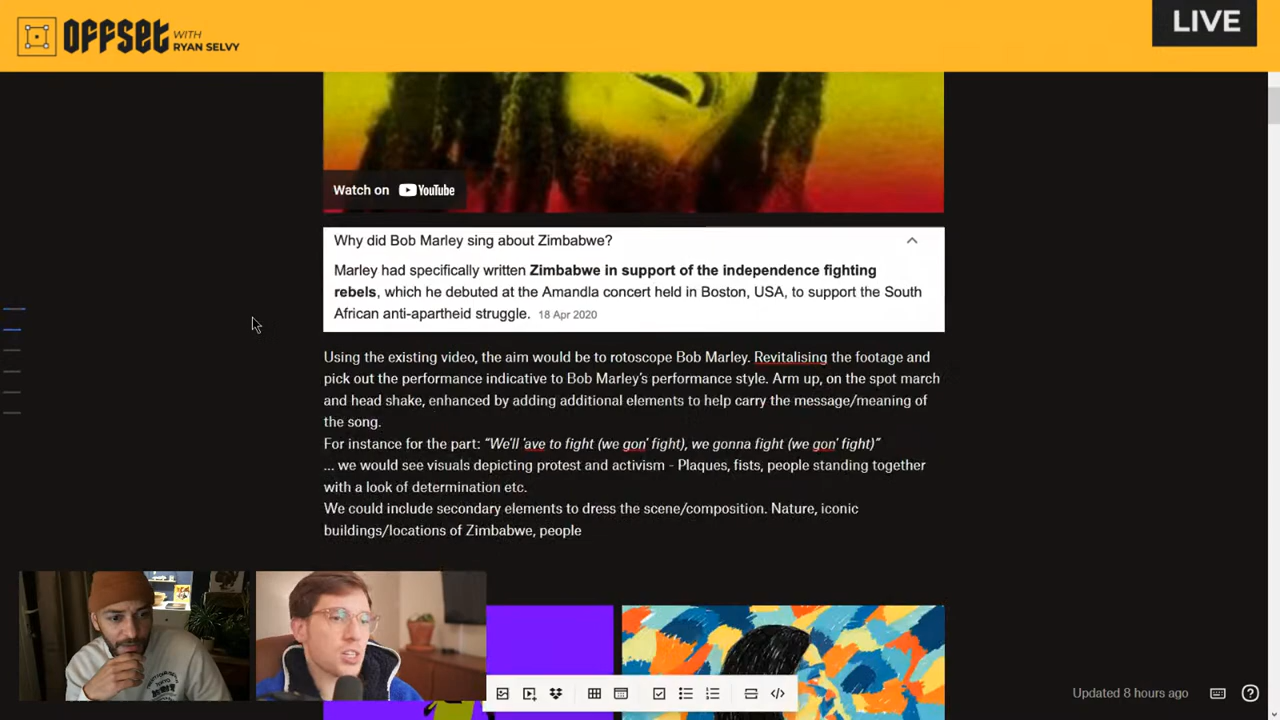 OFFSET
WITH
RYAN SELVY
LIVE
Watch on YouTube
Why did Bob Marley sing about Zimbabwe?
Marley had specifically written Zimbabwe in support of the independence fighting
rebels, which he debuted at the Amandla concert held in Boston, USA, to support the South
African anti-apartheid struggle. 18 Apr 2020
Using the existing video, the aim would be to rotoscope Bob Marley. Revitalising the footage and
pick out the performance indicative to Bob Marley's performance style. Arm up, on the spot march
and head shake, enhanced by adding additional elements to help carry the message/meaning of
the song.
For instance for the part: "We'll 'ave to fight (we gon' fight), we gonna fight (we gon' fight)"
... we would see visuals depicting protest and activism - Plaques, fists, people standing together
with a look of determination etc.
We could include secondary elements to dress the scene/composition. Nature, iconic
buildings/locations of Zimbabwe, people
Updated 8 hours ago